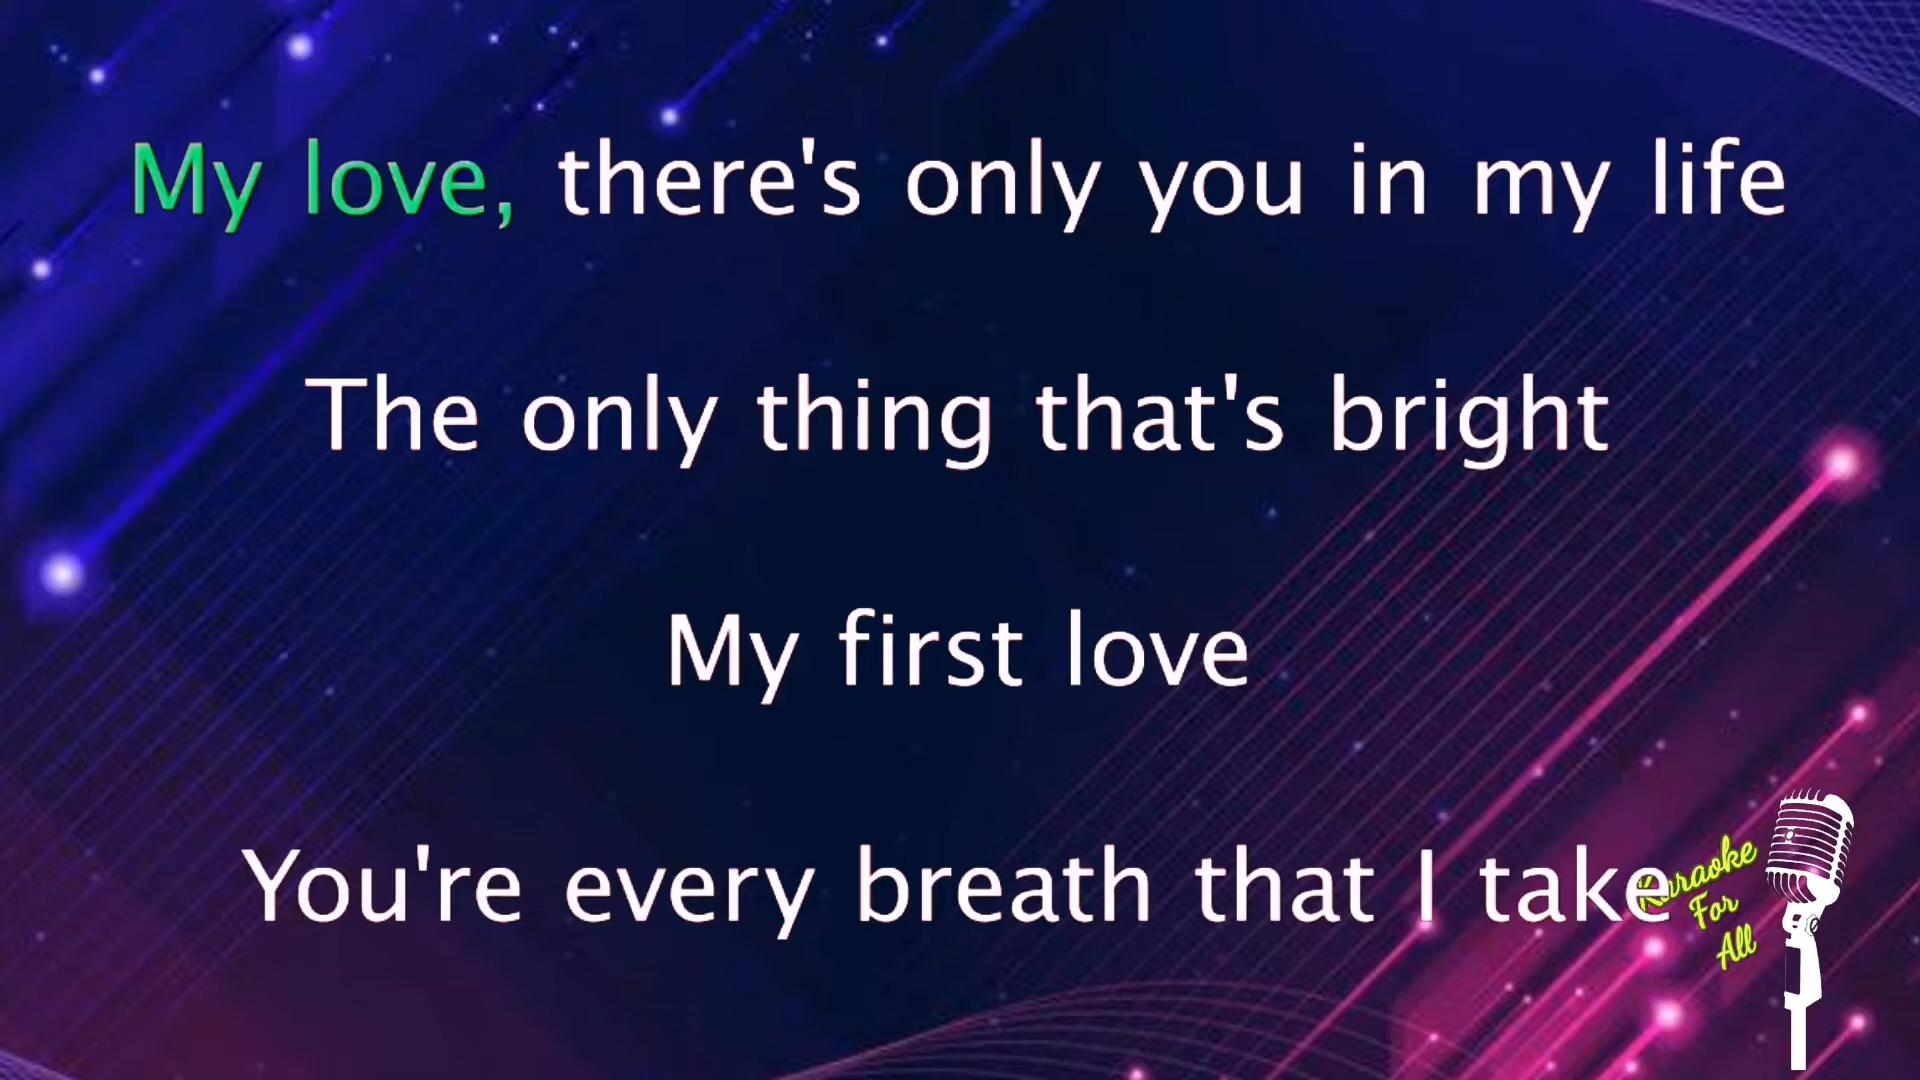 My love, there's only you in my life
The only thing that's bright
My first love
You're every breath that I take
Karaoke
For
All